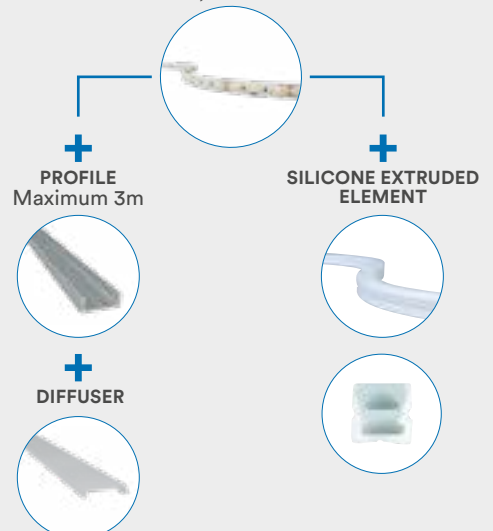 +
PROFILE
Maximum 3m
+
DIFFUSER
+
SILICONE EXTRUDED
ELEMENT